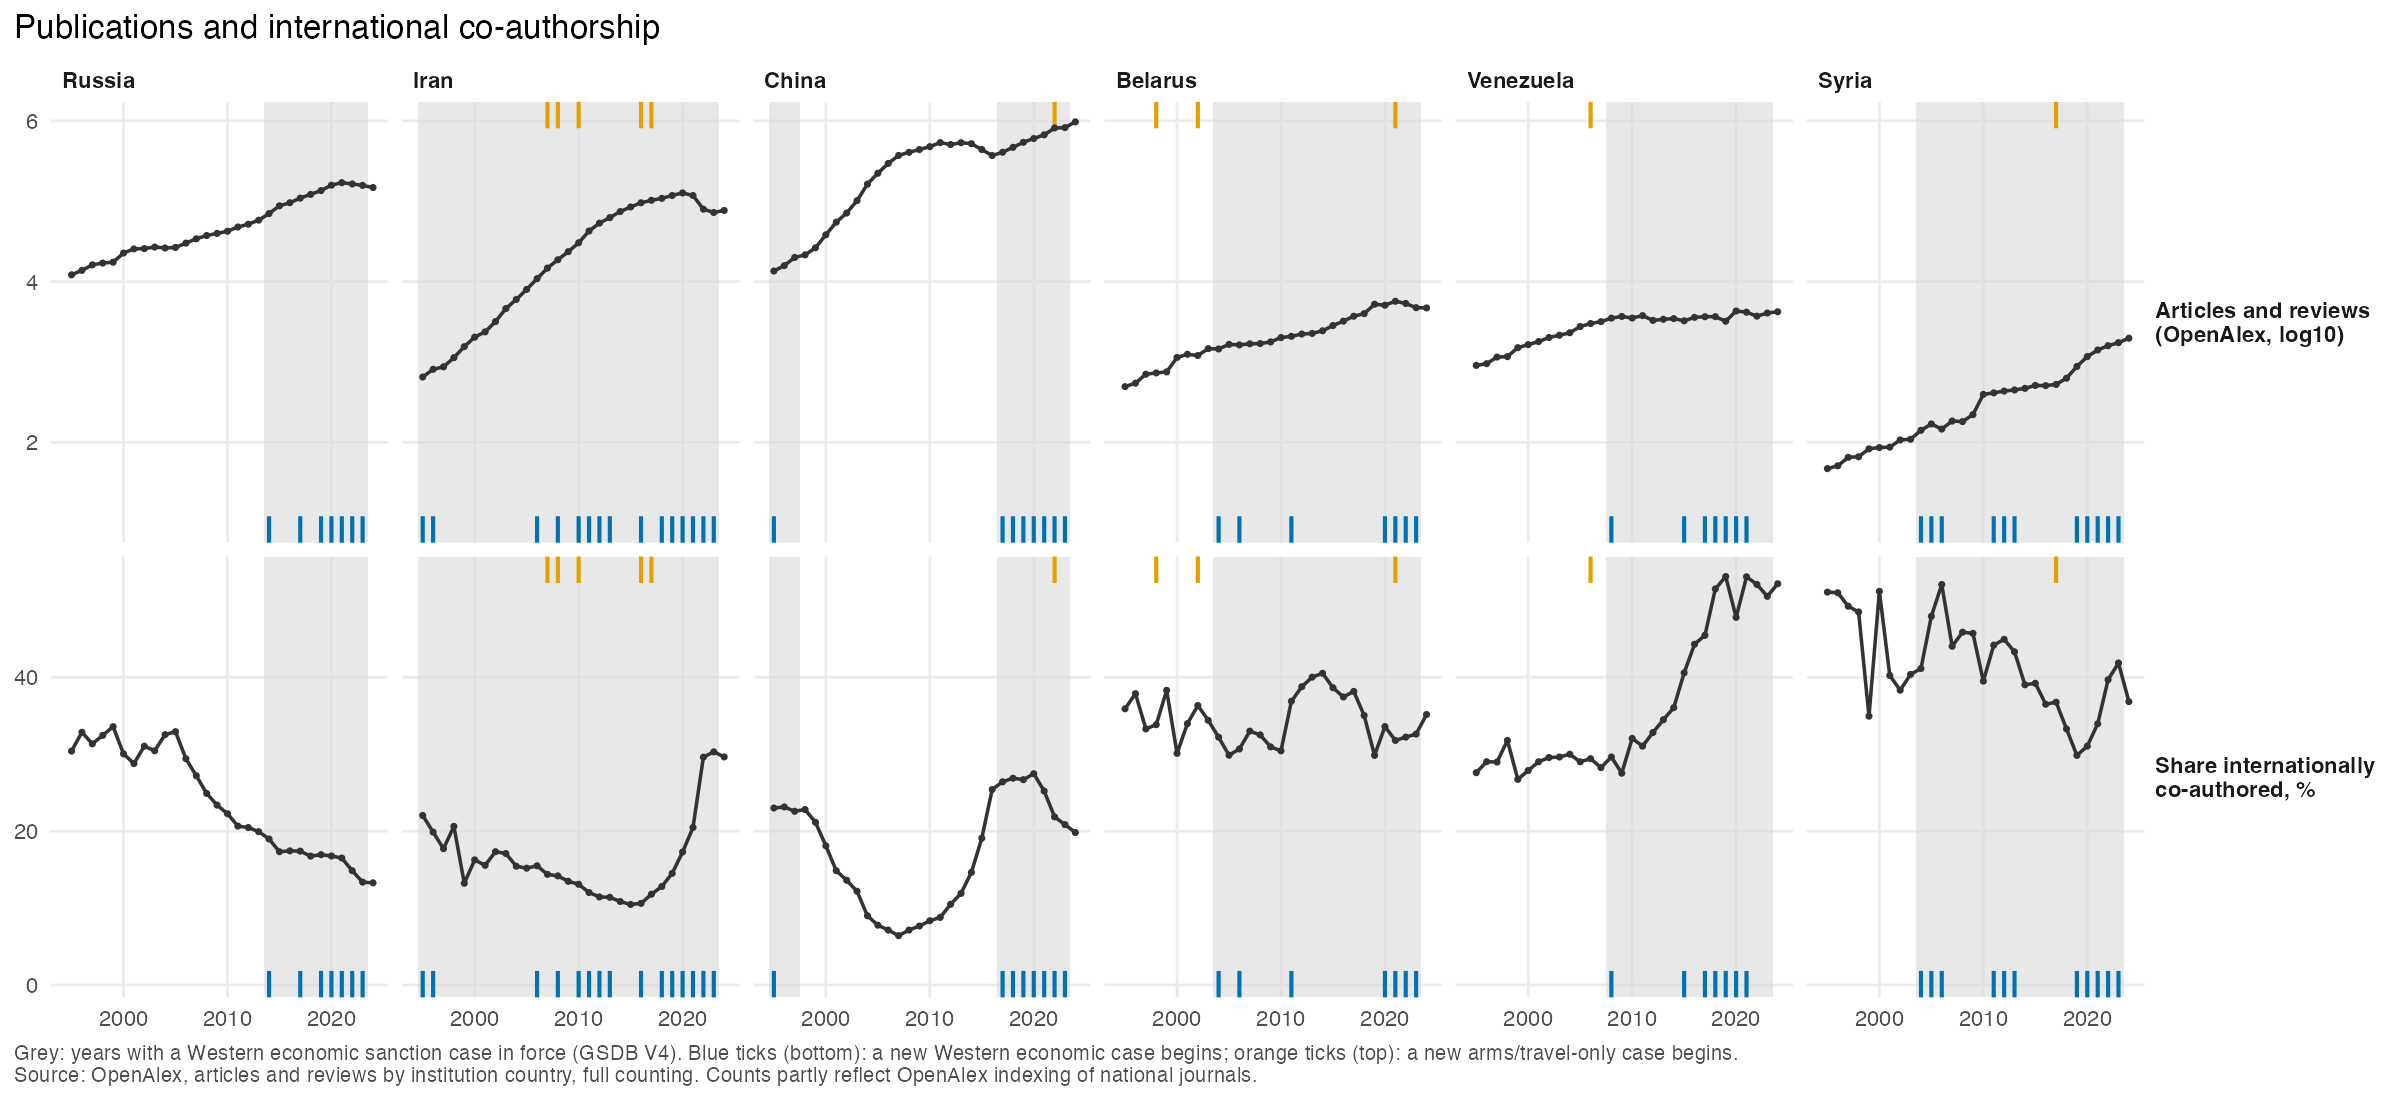 Publications and international co-authorship
Russia
Iran
China
Belarus
Venezuela
Syria
6
4
2
Articles and reviews
(OpenAlex, log10)
40
20
0
Share internationally
co-authored, %
2000 2010 2020
2000 2010 2020
2000 2010 2020
2000 2010 2020
2000 2010 2020
2000 2010 2020
Grey: years with a Western economic sanction case in force (GSDB V4). Blue ticks (bottom): a new Western economic case begins; orange ticks (top): a new arms/travel-only case begins.
Source: OpenAlex, articles and reviews by institution country, full counting. Counts partly reflect OpenAlex indexing of national journals.